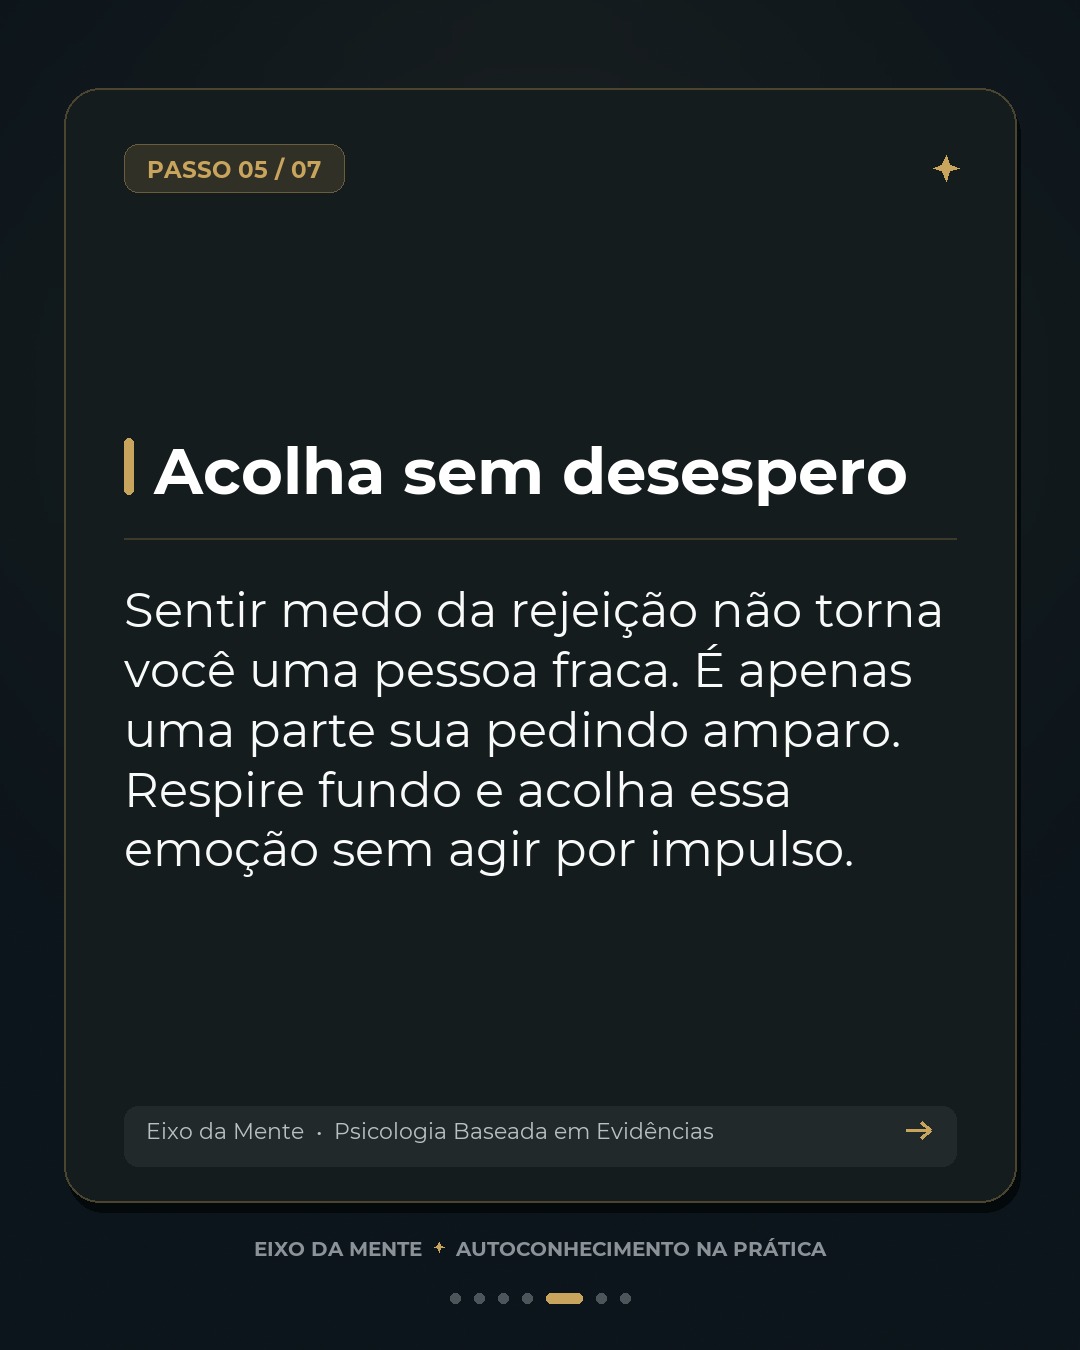 PASSO 05 / 07
Acolha sem desespero
Sentir medo da rejeição não torna
você uma pessoa fraca. É apenas
uma parte sua pedindo amparo.
Respire fundo e acolha essa
emoção sem agir por impulso.
Eixo da Mente • Psicologia Baseada em Evidências →
EIXO DA MENTE ✦ AUTOCONHECIMENTO NA PRÁTICA